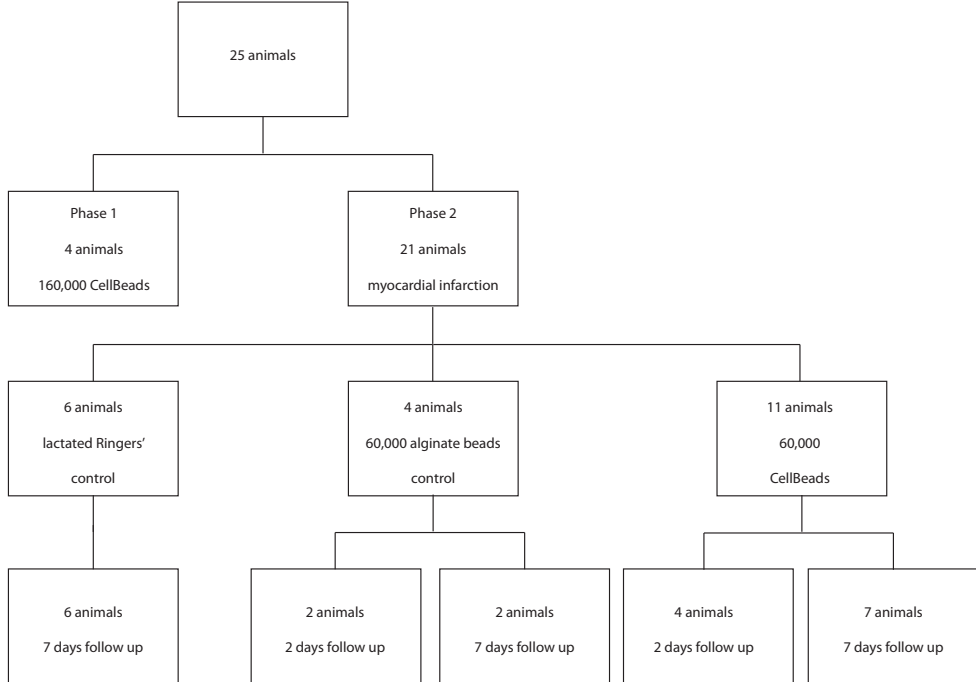 25 animals
Phase 1
4 animals
160,000 CellBeads
Phase 2
21 animals
myocardial infarction
6 animals
lactated Ringers’
control
4 animals
60,000 alginate beads
control
11 animals
60,000
CellBeads
6 animals
7 days follow up
2 animals
2 days follow up
2 animals
7 days follow up
4 animals
2 days follow up
7 animals
7 days follow up